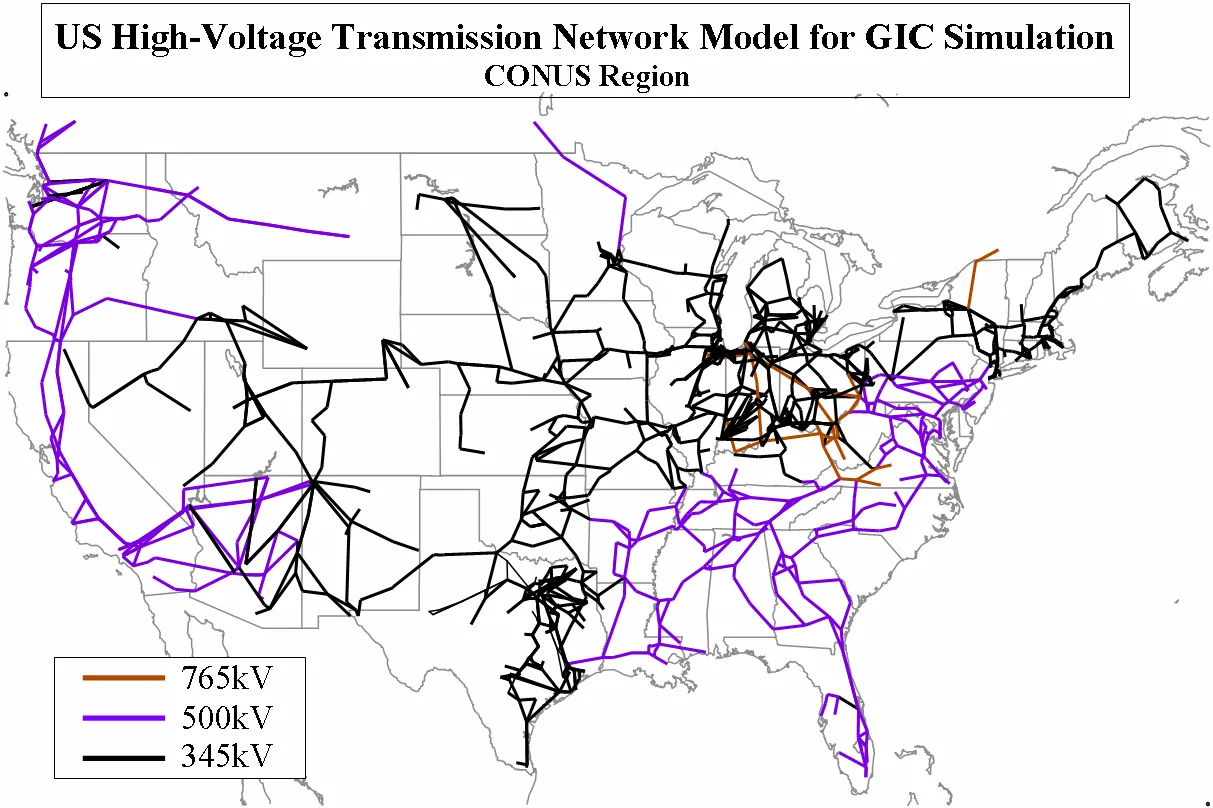 US High-Voltage Transmission Network Model for GIC Simulation
CONUS Region
765kV
500kV
345kV